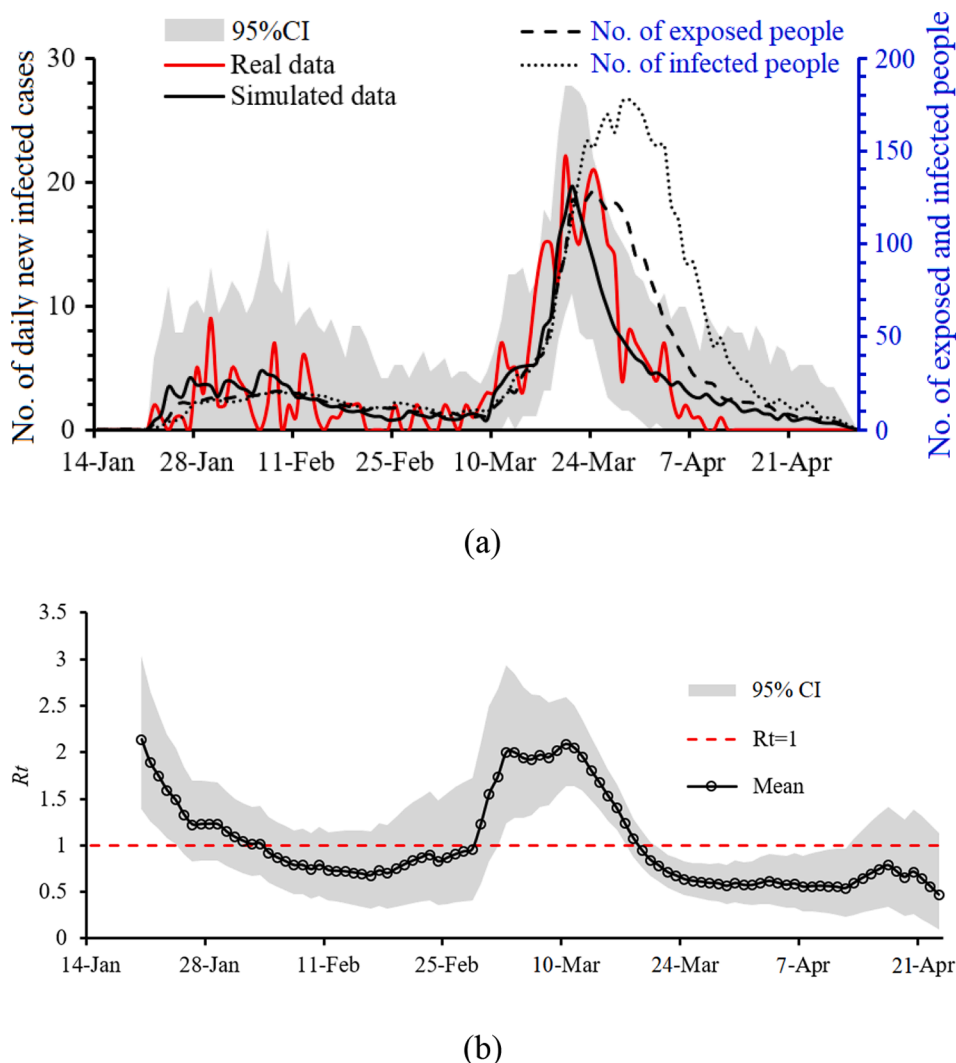 95%CI
Real data
Simulated data
No. of exposed people
No. of infected people
No. of daily new infected cases
No. of exposed and infected people
30
20
10
0
200
150
100
50
0
14-Jan 28-Jan 11-Feb 25-Feb 10-Mar 24-Mar 7-Apr 21-Apr
(a)
3.5
3
2.5
2
1.5
1
0.5
0
Rt
95% CI
Rt=1
Mean
14-Jan 28-Jan 11-Feb 25-Feb 10-Mar 24-Mar 7-Apr 21-Apr
(b)